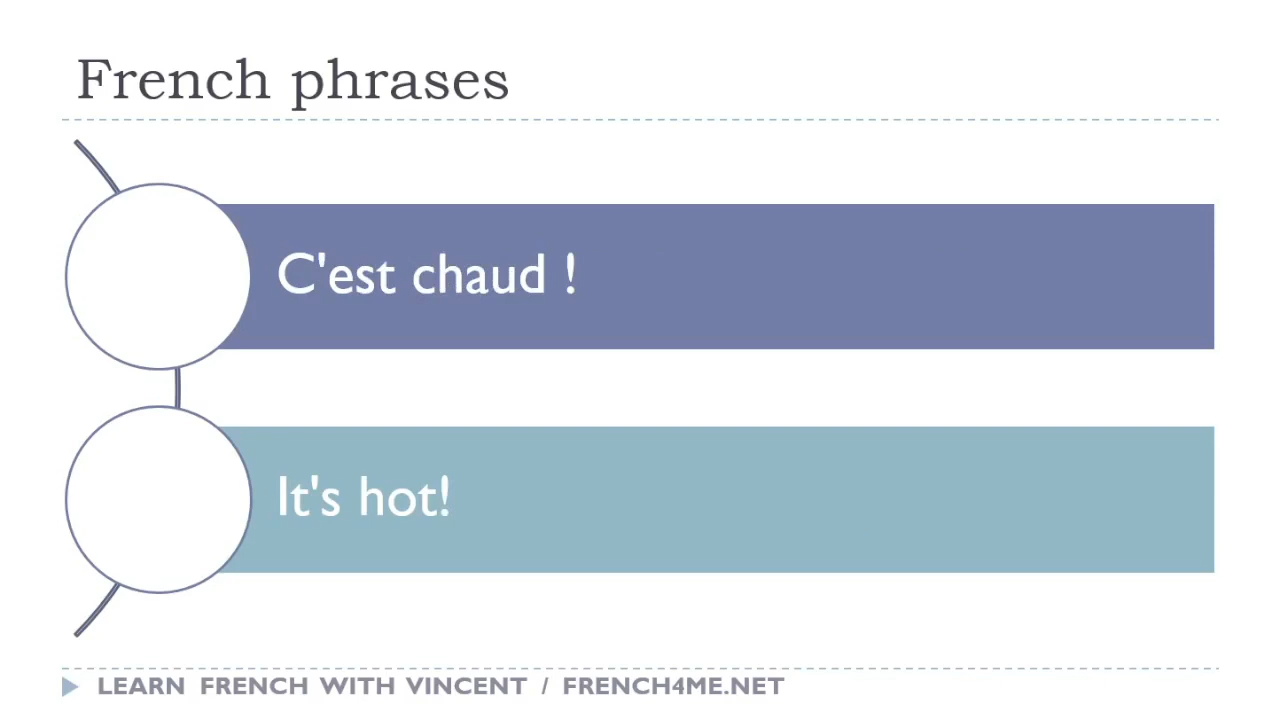 French phrases
C'est chaud !
It's hot!
LEARN FRENCH WITH VINCENT / FRENCH4ME.NET